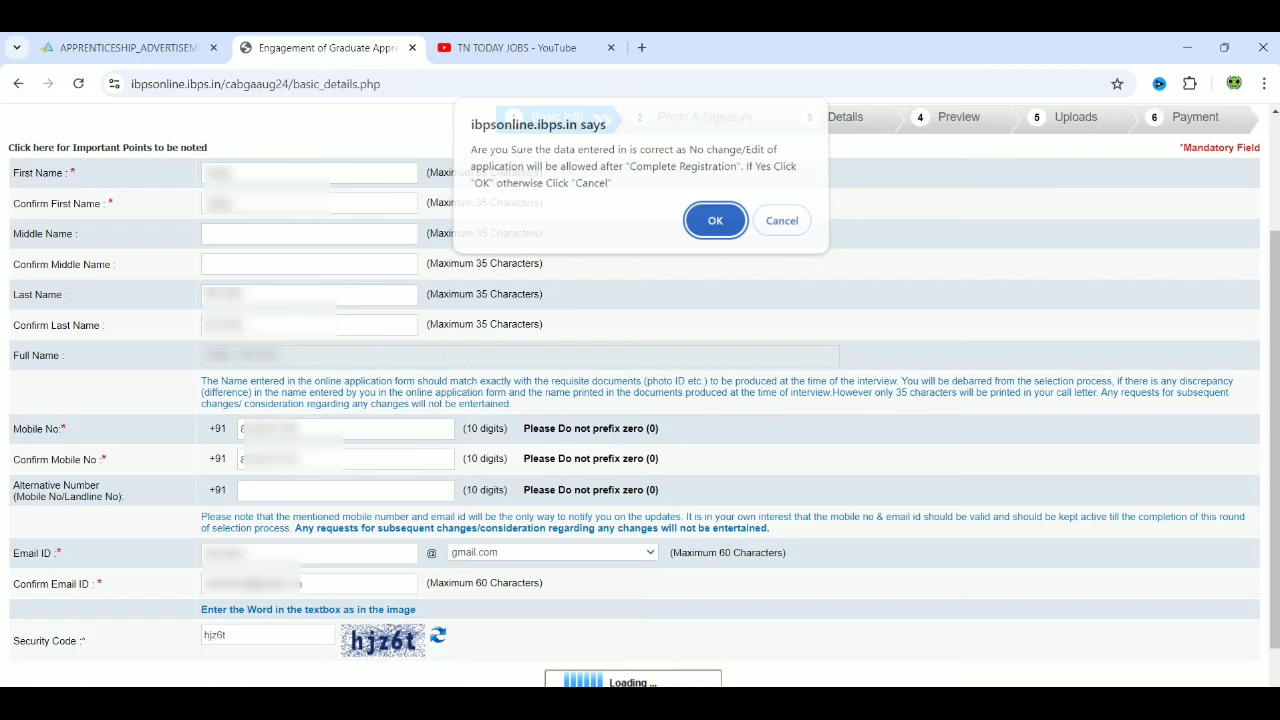 APPRENTICESHIP_ADVERTISEM
Engagement of Graduate Appre
TN TODAY JOBS - YouTube
ibpsonline.ibps.in/cabgaaug24/basic_details.php
ibpsonline.ibps.in says
Are you Sure the data entered in is correct as No change/Edit of
application will be allowed after "Complete Registration". If Yes Click
"OK" otherwise Click "Cancel"
OK
Cancel
1 Basic Info
2 Photo & Signature
3 Details
4 Preview
5 Uploads
6 Payment
Click here for Important Points to be noted
*Mandatory Field
First Name : *
Confirm First Name : *
Middle Name :
Confirm Middle Name : (Maximum 35 Characters)
Last Name : (Maximum 35 Characters)
Confirm Last Name : (Maximum 35 Characters)
Full Name :
The Name entered in the online application form should match exactly with the requisite documents (photo ID etc.) to be produced at the time of the interview. You will be debarred from the selection process, if there is any discrepancy
(difference) in the name entered by you in the online application form and the name printed in the documents produced at the time of interview.However only 35 characters will be printed in your call letter. Any requests for subsequent
changes/ consideration regarding any changes will not be entertained.
Mobile No:* +91 (10 digits) Please Do not prefix zero (0)
Confirm Mobile No :* +91 (10 digits) Please Do not prefix zero (0)
Alternative Number
(Mobile No/Landline No): +91 (10 digits) Please Do not prefix zero (0)
Please note that the mentioned mobile number and email id will be the only way to notify you on the updates. It is in your own interest that the mobile no & email id should be valid and should be kept active till the completion of this round
of selection process. Any requests for subsequent changes/consideration regarding any changes will not be entertained.
Email ID :* @ gmail.com (Maximum 60 Characters)
Confirm Email ID : * (Maximum 60 Characters)
Enter the Word in the textbox as in the image
Security Code :* hjz6t hjz6t
Loading ...